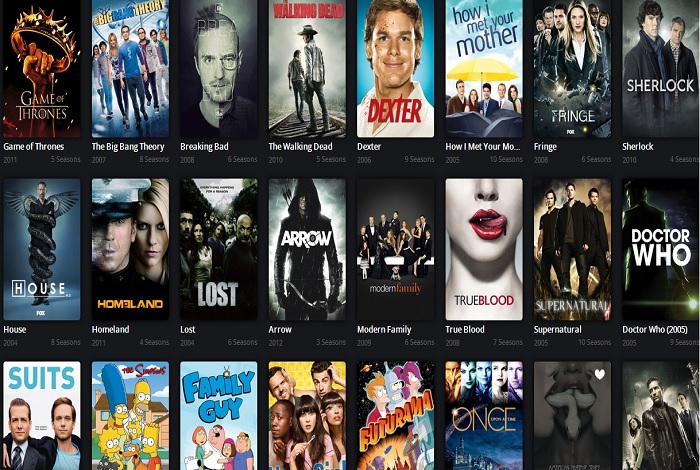 GAME OF
THRONES
Game of Thrones
2011 5 Seasons
THE BIG BANG THEORY
The Big Bang Theory
2007 8 Seasons
Breaking Bad
2008 6 Seasons
WALKING DEAD
The Walking Dead
2010 5 Seasons
DEXTER
Dexter
2006 9 Seasons
how i
met your
mother
How I Met Your Mo...
2005 10 Seasons
FRINGE
FOX
Fringe
2008 6 Seasons
SHERLOCK
Sherlock
2010 4 Seasons
HOUSE
FOX
House
2004 8 Seasons
HOMELAND
Homeland
2011 4 Seasons
EVERYTHING HAPPENS
FOR A REASON
LOST
Lost
2004 6 Seasons
ARROW
Arrow
2012 3 Seasons
modern family
Modern Family
2009 6 Seasons
TRUEBLOOD
True Blood
2008 7 Seasons
SUPERNATURAL
Supernatural
2005 10 Seasons
DOCTOR
WHO
Doctor Who (2005)
2005 9 Seasons
SUITS
THE SIMPSONS
FAMILY
GUY
FUTURAMA
ONCE
UPON A TIME